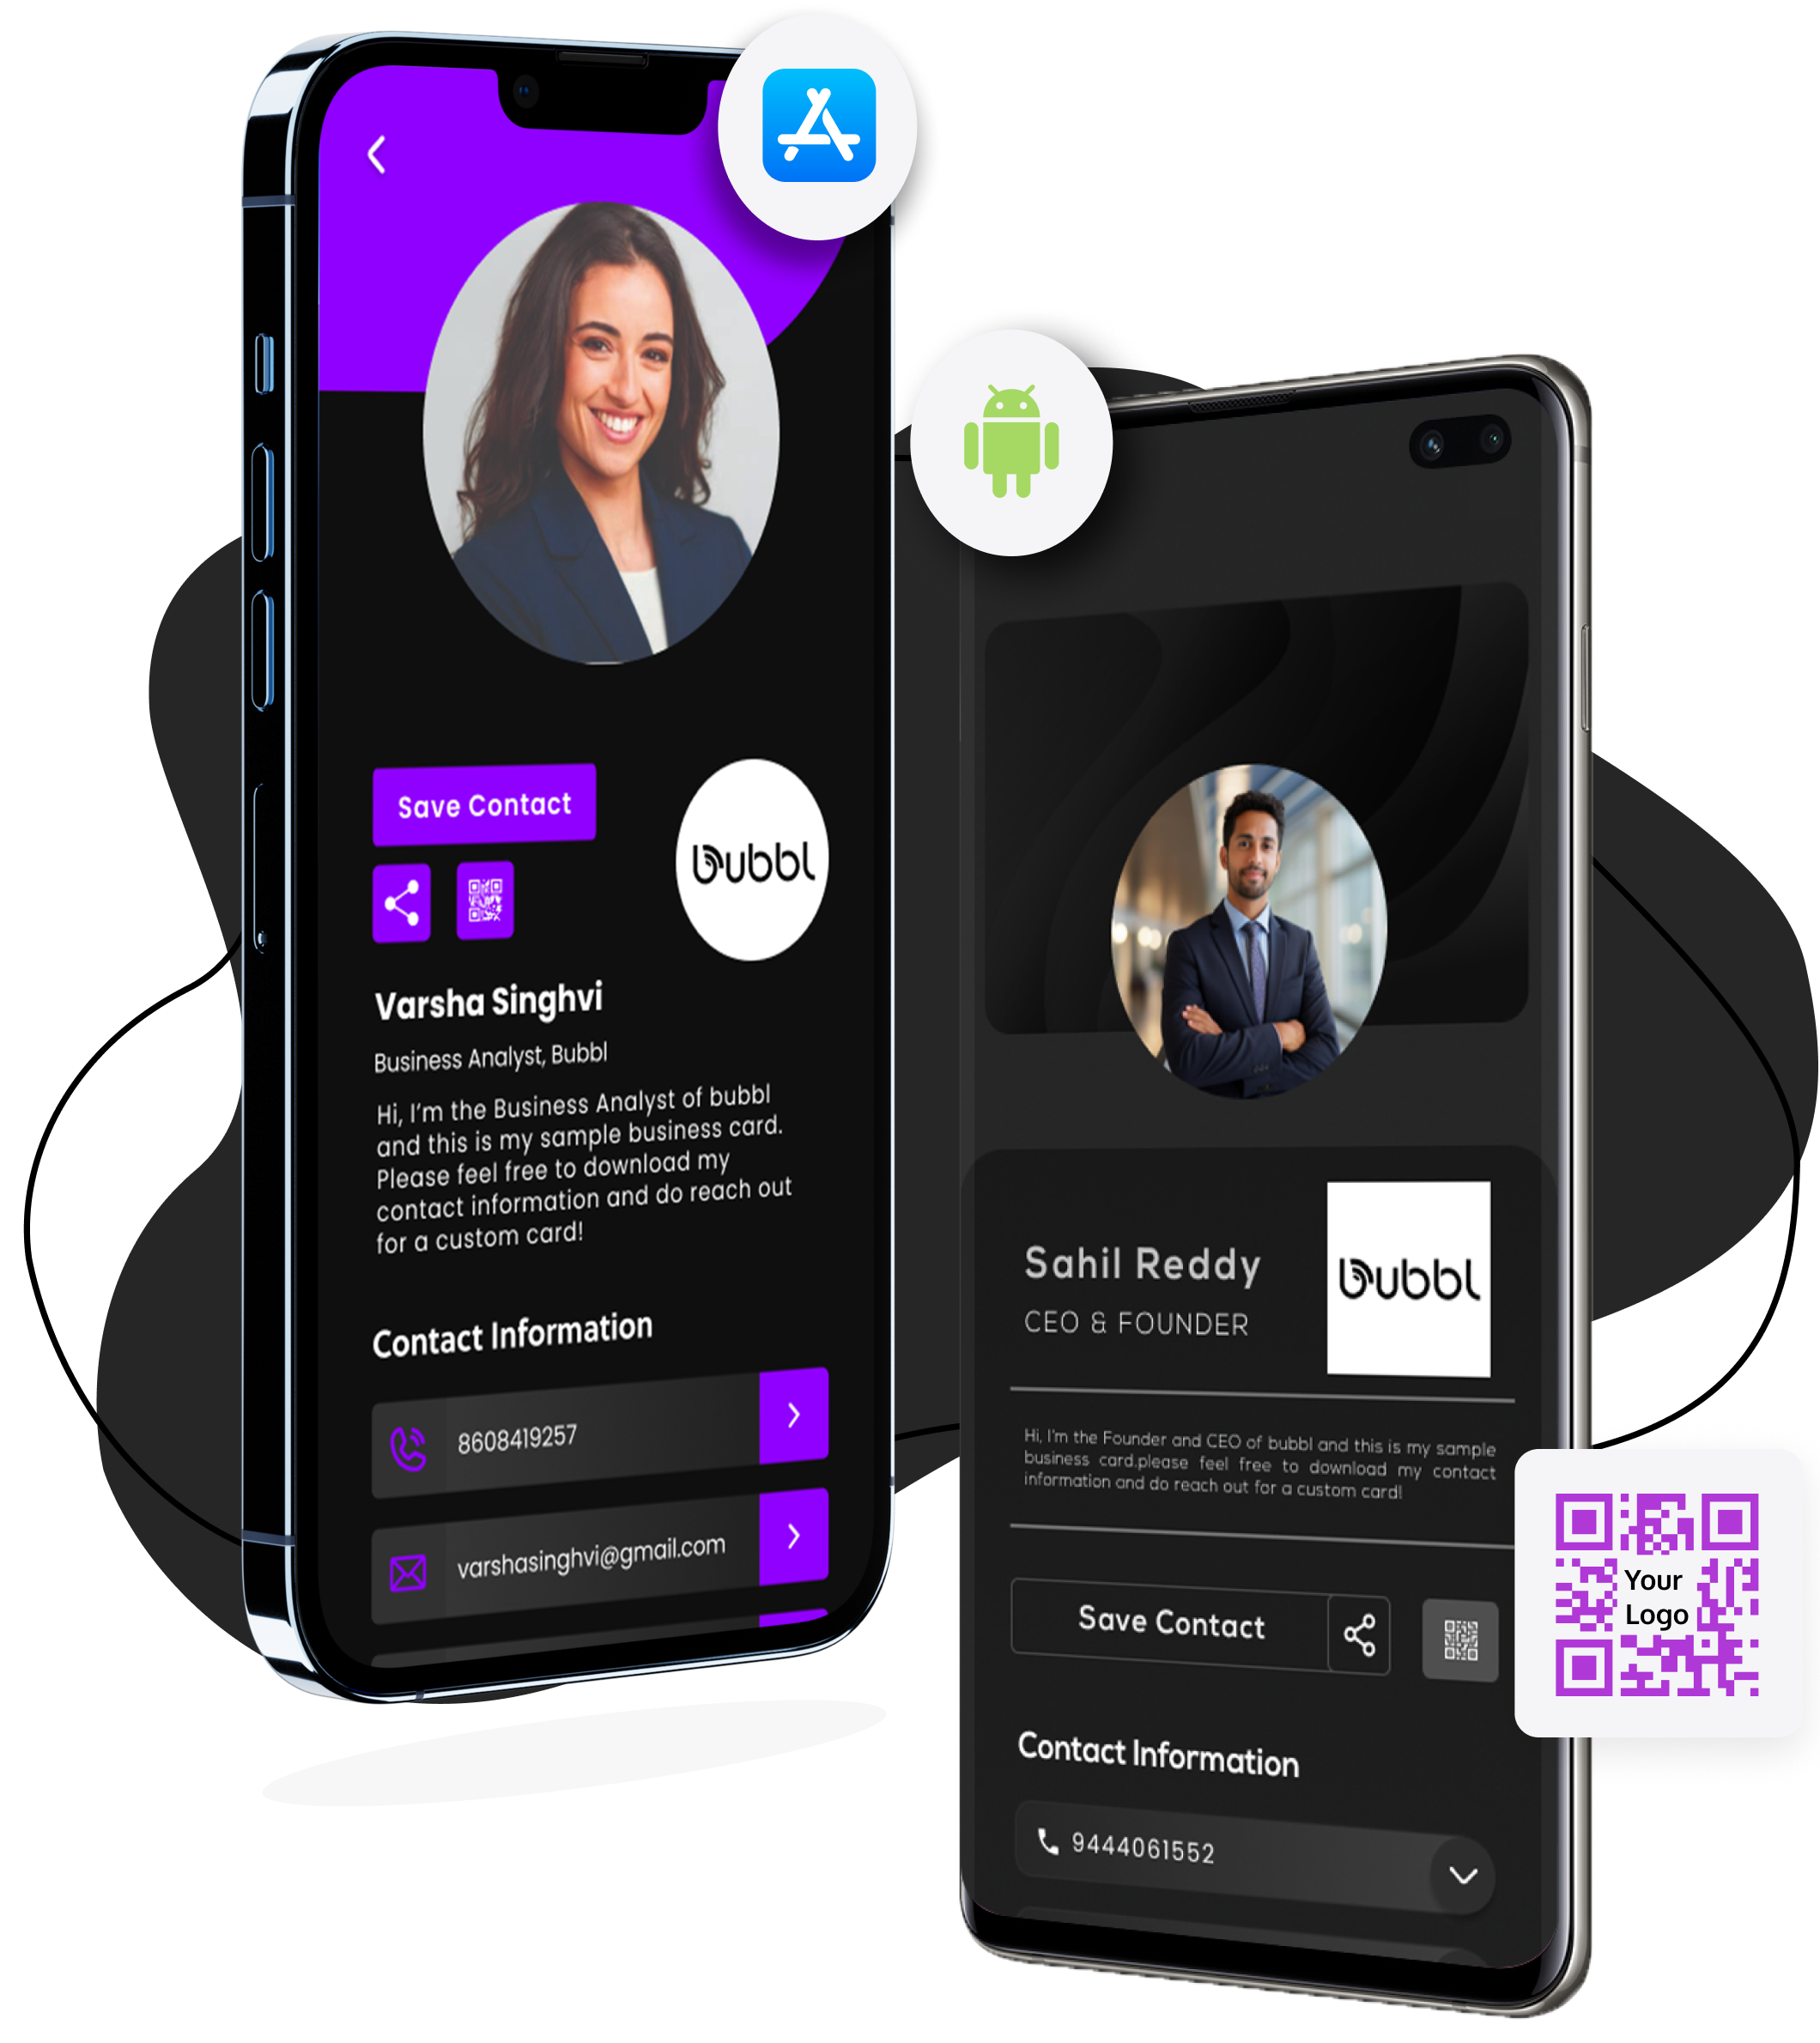 Save Contact
bubbl
Varsha Singhvi
Business Analyst, Bubbl
Hi, I'm the Business Analyst of bubbl
and this is my sample business card.
Please feel free to download my
contact information and do reach out
for a custom card!
Contact Information
8608419257
varshasinghvi@gmail.com
Sahil Reddy
CEO & FOUNDER
bubbl
Hi, I'm the Founder and CEO of bubbl and this is my sample
business card.please feel free to download my contact
information and do reach out for a custom card!
Save Contact
Contact Information
9444061552
Your
Logo